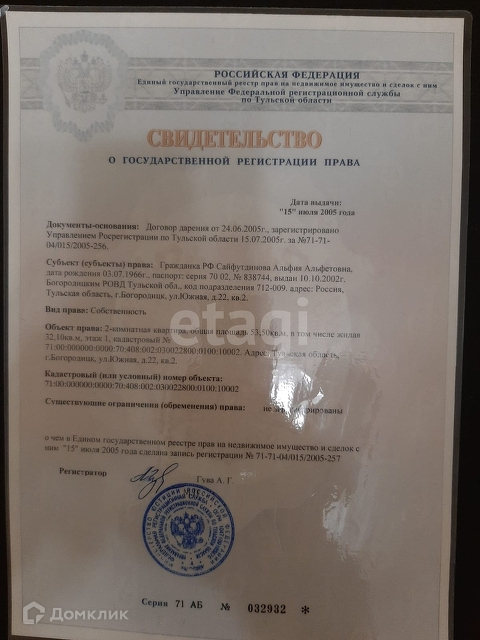 РОССИЙСКАЯ ФЕДЕРАЦИЯ
Единый государственный реестр прав на недвижимое имущество и сделок с ним
Управление Федеральной регистрационной службы
по Тульской области
СВИДЕТЕЛЬСТВО
О ГОСУДАРСТВЕННОЙ РЕГИСТРАЦИИ ПРАВА
Дата выдачи:
"15" июля 2005 года
Документы-основания: Договор дарения от 24.06.2005г., зарегистрировано
Управлением Росрегистрации по Тульской области 15.07.2005г. за №71-71-
04/015/2005-256.
Субъект (субъекты) права: Гражданка РФ Сайфутдинова Альфия Альфетовна,
дата рождения 03.07.1966г., паспорт: серия 70 02, № 838744, выдан 10.10.2002г.
Богородицким РОВД Тульской обл., код подразделения 712-009. адрес: Россия,
Тульская область, г.Богородицк, ул.Южная, д.22, кв.2.
Вид права: Собственность
Объект права: 2-комнатная квартира, общая площадь 53,50кв.м, в том числе жилая
32,10кв.м, этаж 1, кадастровый №
71:00:000000:0000:70:408:002:030022800:0100:10002. Адрес: Тульская область,
г.Богородицк, ул.Южная, д.22, кв.2.
etagi
Кадастровый (или условный) номер объекта:
71:00:000000:0000:70:408:002:030022800:0100:10002
Существующие ограничения (обременения) права: не зарегистрированы
о чем в Едином государственном реестре прав на недвижимое имущество и сделок с
ним "15" июля 2005 года сделана запись регистрации № 71-71-04/015/2005-257
Регистратор Гува А. Г.
Серия 71 АБ № 032932 *
Домклик